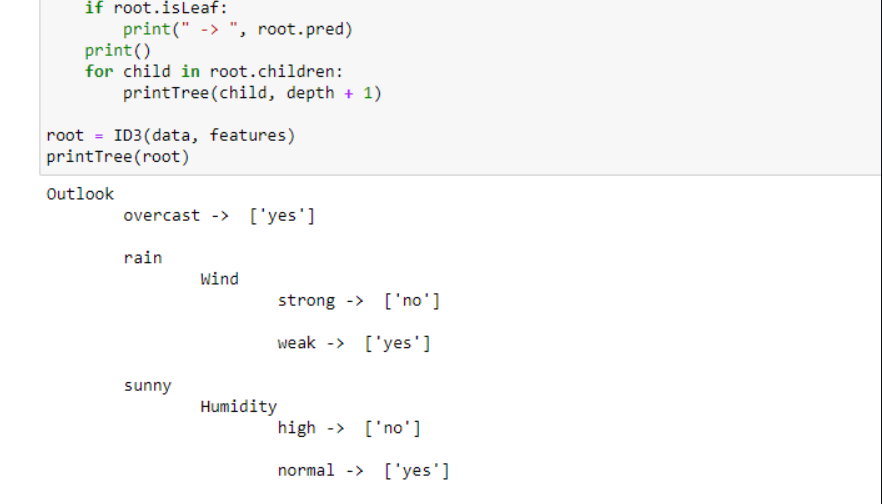 if root.isLeaf:
print(" -> ", root.pred)
print()
for child in root.children:
printTree(child, depth + 1)
root = ID3(data, features)
printTree(root)
Outlook
overcast -> ['yes']
rain
Wind
strong -> ['no']
weak -> ['yes']
sunny
Humidity
high -> ['no']
normal -> ['yes']